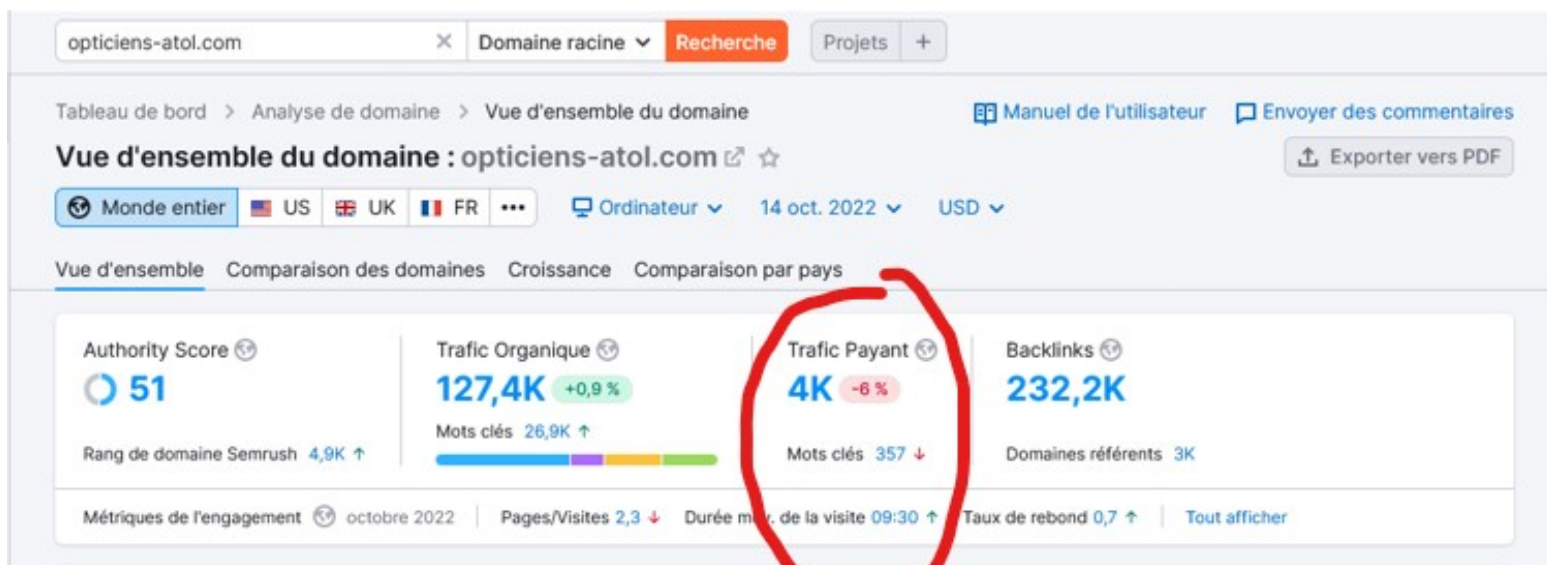 opticiens-atol.com × Domaine racine Recherche Projets +
Tableau de bord > Analyse de domaine > Vue d'ensemble du domaine Manuel de l'utilisateur Envoyer des commentaires
Vue d'ensemble du domaine : opticiens-atol.com Exporter vers PDF
Monde entier US UK FR ••• Ordinateur 14 oct. 2022 USD
Vue d'ensemble Comparaison des domaines Croissance Comparaison par pays
Authority Score Trafic Organique Trafic Payant Backlinks
51 127,4K +0,9 % 4K -6 % 232,2K
Mots clés 26,9K ↑
Rang de domaine Semrush 4,9K ↑ Mots clés 357 ↓ Domaines référents 3K
Métriques de l'engagement octobre 2022 Pages/Visites 2,3 ↓ Durée de la visite 09:30 ↑ Taux de rebond 0,7 ↑ Tout afficher